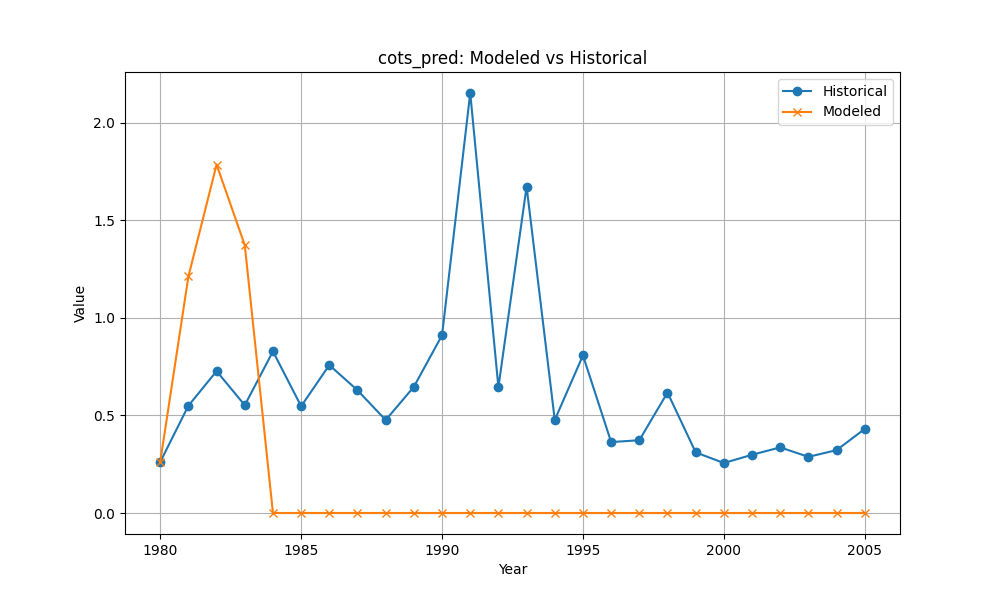 cots_pred: Modeled vs Historical
Historical
Modeled
Value
2.0
1.5
1.0
0.5
0.0
1980 1985 1990 1995 2000 2005
Year